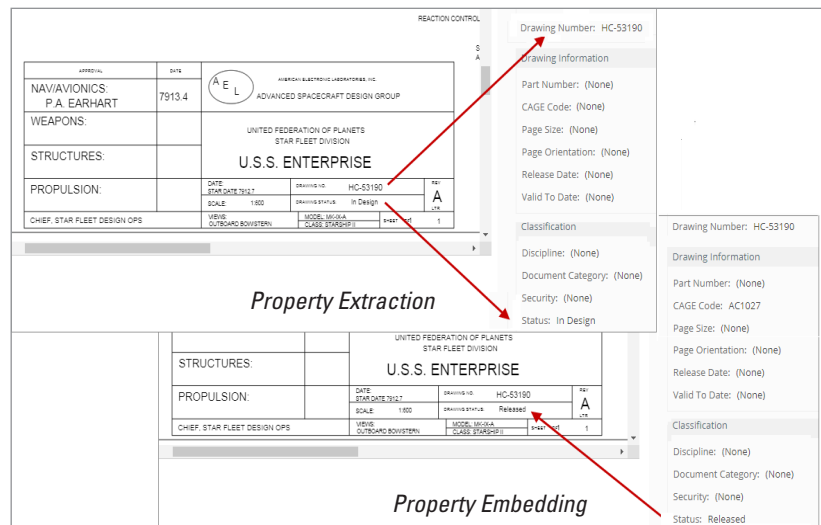 REACTION CONTROL
S
A
APPROVAL DATE
NAV/AVIONICS:
P.A. EARHART 7913.4
WEAPONS:
STRUCTURES:
PROPULSION:
CHIEF, STAR FLEET DESIGN OPS
A E L
AMERICAN ELECTRONIC LABORATORIES, INC.
ADVANCED SPACECRAFT DESIGN GROUP
UNITED FEDERATION OF PLANETS
STAR FLEET DIVISION
U.S.S. ENTERPRISE
DATE: DRAWING NO. HC-53190 REV
STAR DATE 7912.7
SCALE: 1:600 DRAWING STATUS: In Design A
LTR
VIEWS: MODEL: MK-IX-A SHEET 1
OUTBOARD BOW/STERN CLASS: STARSHIP II
Drawing Number: HC-53190
Drawing Information
Part Number: (None)
CAGE Code: (None)
Page Size: (None)
Page Orientation: (None)
Release Date: (None)
Valid To Date: (None)
Classification
Discipline: (None)
Document Category: (None)
Security: (None)
Status: In Design
Property Extraction
UNITED FEDERATION OF PLANETS
STAR FLEET DIVISION
U.S.S. ENTERPRISE
STRUCTURES:
PROPULSION:
CHIEF, STAR FLEET DESIGN OPS
DATE: DRAWING NO. HC-53190 REV
STAR DATE 7912.7
SCALE: 1:600 DRAWING STATUS: Released A
LTR
VIEWS: MODEL: MK-IX-A SHEET 1
OUTBOARD BOW/STERN CLASS: STARSHIP II
Drawing Number: HC-53190
Drawing Information
Part Number: (None)
CAGE Code: AC1027
Page Size: (None)
Page Orientation: (None)
Release Date: (None)
Valid To Date: (None)
Classification
Discipline: (None)
Document Category: (None)
Security: (None)
Status: Released
Property Embedding